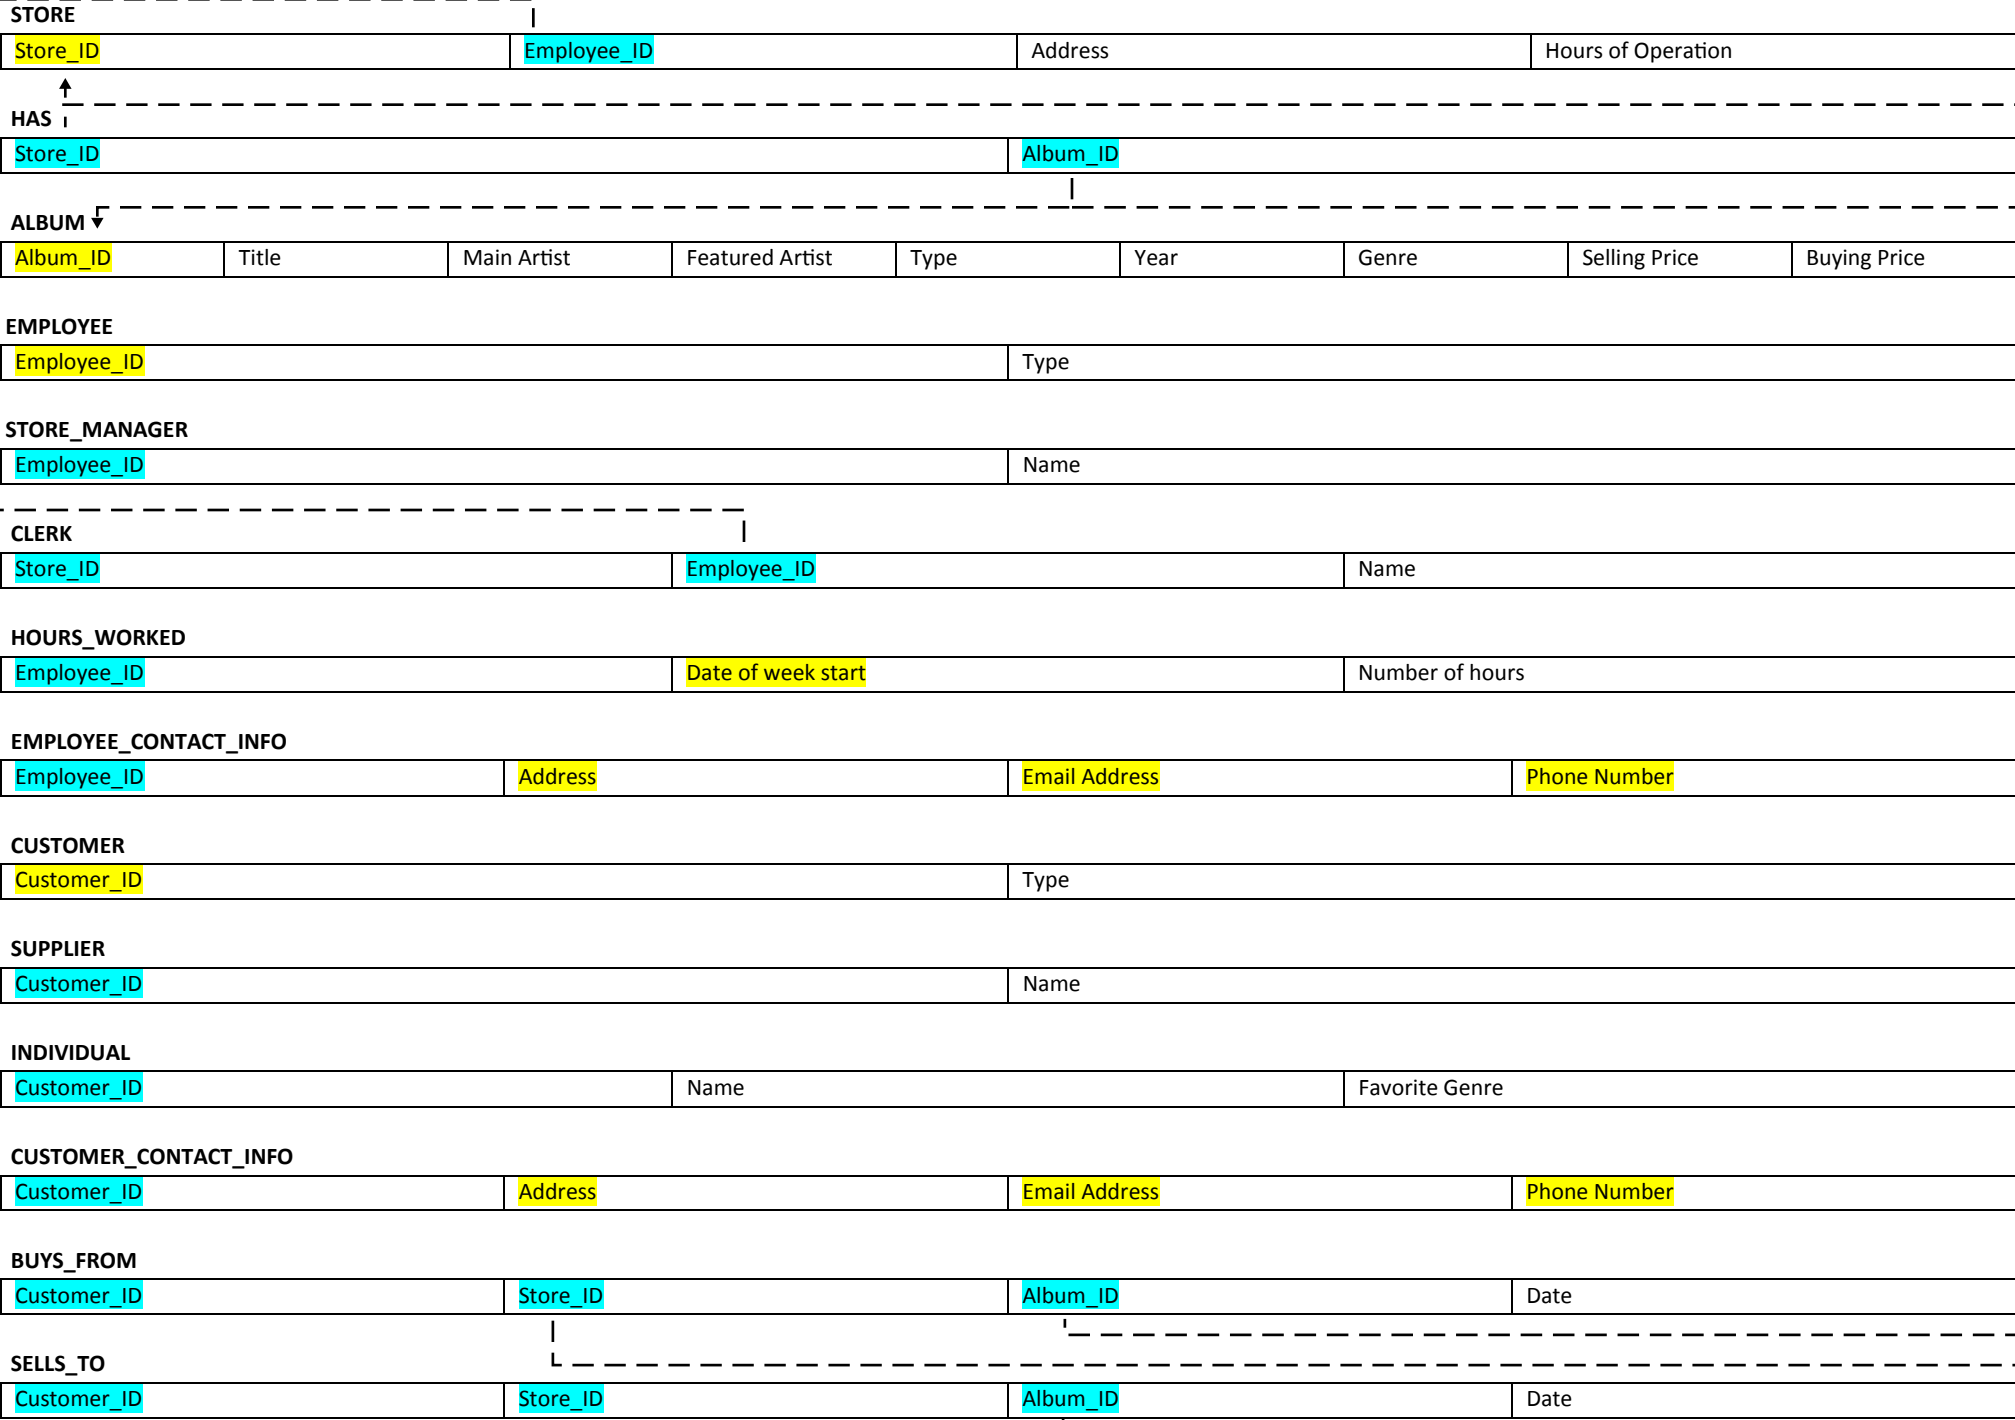 STORE
Store_ID Employee_ID Address Hours of Operation
HAS
Store_ID Album_ID
ALBUM
Album_ID Title Main Artist Featured Artist Type Year Genre Selling Price Buying Price
EMPLOYEE
Employee_ID Type
STORE_MANAGER
Employee_ID Name
CLERK
Store_ID Employee_ID Name
HOURS_WORKED
Employee_ID Date of week start Number of hours
EMPLOYEE_CONTACT_INFO
Employee_ID Address Email Address Phone Number
CUSTOMER
Customer_ID Type
SUPPLIER
Customer_ID Name
INDIVIDUAL
Customer_ID Name Favorite Genre
CUSTOMER_CONTACT_INFO
Customer_ID Address Email Address Phone Number
BUYS_FROM
Customer_ID Store_ID Album_ID Date
SELLS_TO
Customer_ID Store_ID Album_ID Date